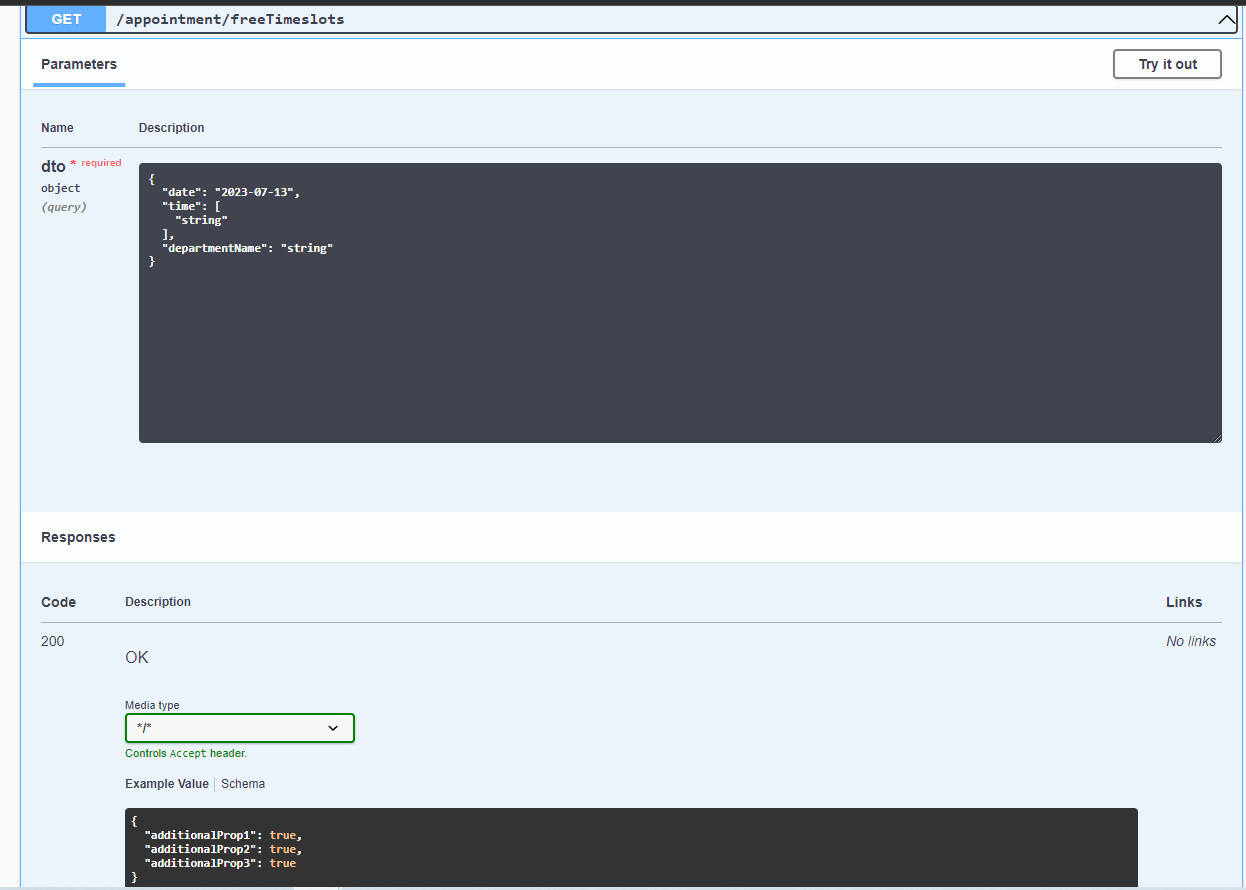 GET /appointment/freeTimeslots
Parameters
Try it out
Name Description
dto * required
object
(query)
{
  "date": "2023-07-13",
  "time": [
    "string"
  ],
  "departmentName": "string"
}
Responses
Code Description Links
200
OK
No links
Media type
*/*
Controls Accept header.
Example Value Schema
{
  "additionalProp1": true,
  "additionalProp2": true,
  "additionalProp3": true
}